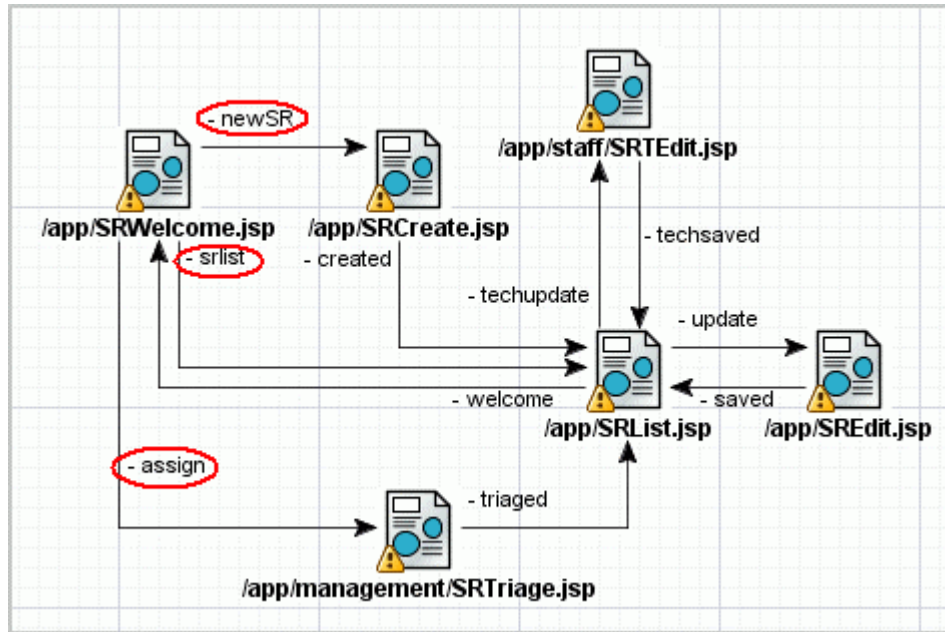 - newSR
/app/staff/SRTEdit.jsp
/app/SRWelcome.jsp
/app/SRCreate.jsp
- srlist
- created
- techsaved
- techupdate
- update
- welcome
- saved
/app/SRList.jsp
/app/SREdit.jsp
- assign
- triaged
/app/management/SRTriage.jsp